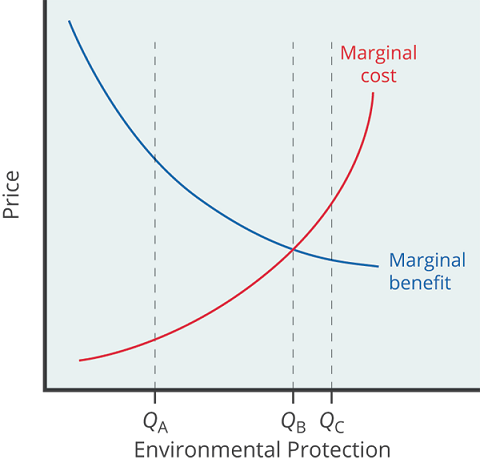 Marginal
cost
Price
Marginal
benefit
QA QB QC
Environmental Protection